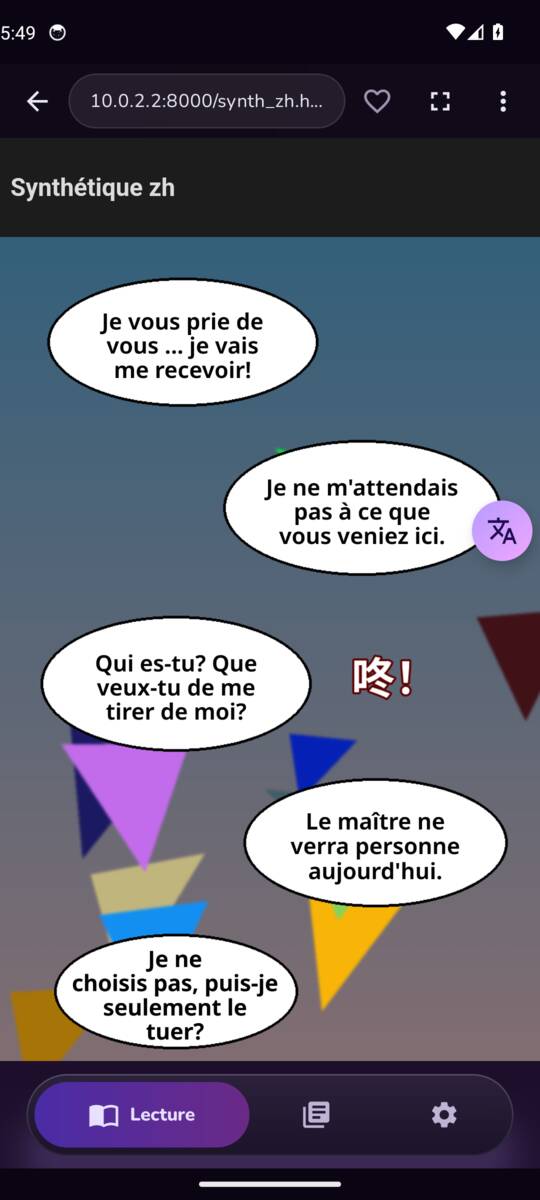 5:49
10.0.2.2:8000/synth_zh.h...
Synthétique zh
Je vous prie de
vous ... je vais
me recevoir!
Je ne m'attendais
pas à ce que
vous veniez ici.
Qui es-tu? Que
veux-tu de me
tirer de moi?
咚!
Le maître ne
verra personne
aujourd'hui.
Je ne
choisis pas, puis-je
seulement le
tuer?
Lecture